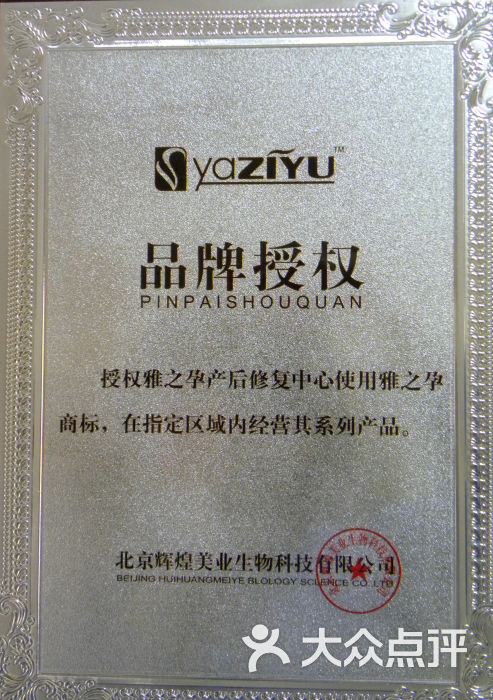 yaZIYU™
品牌授权
PINPAISHOUQUAN
授权雅之孕产后修复中心使用雅之孕
商标，在指定区域内经营其系列产品。
北京辉煌美业生物科技有限公司
BEIJING HUIHUANGMEIYE BLOLOGY SCIENCE CO.,LTD
大众点评